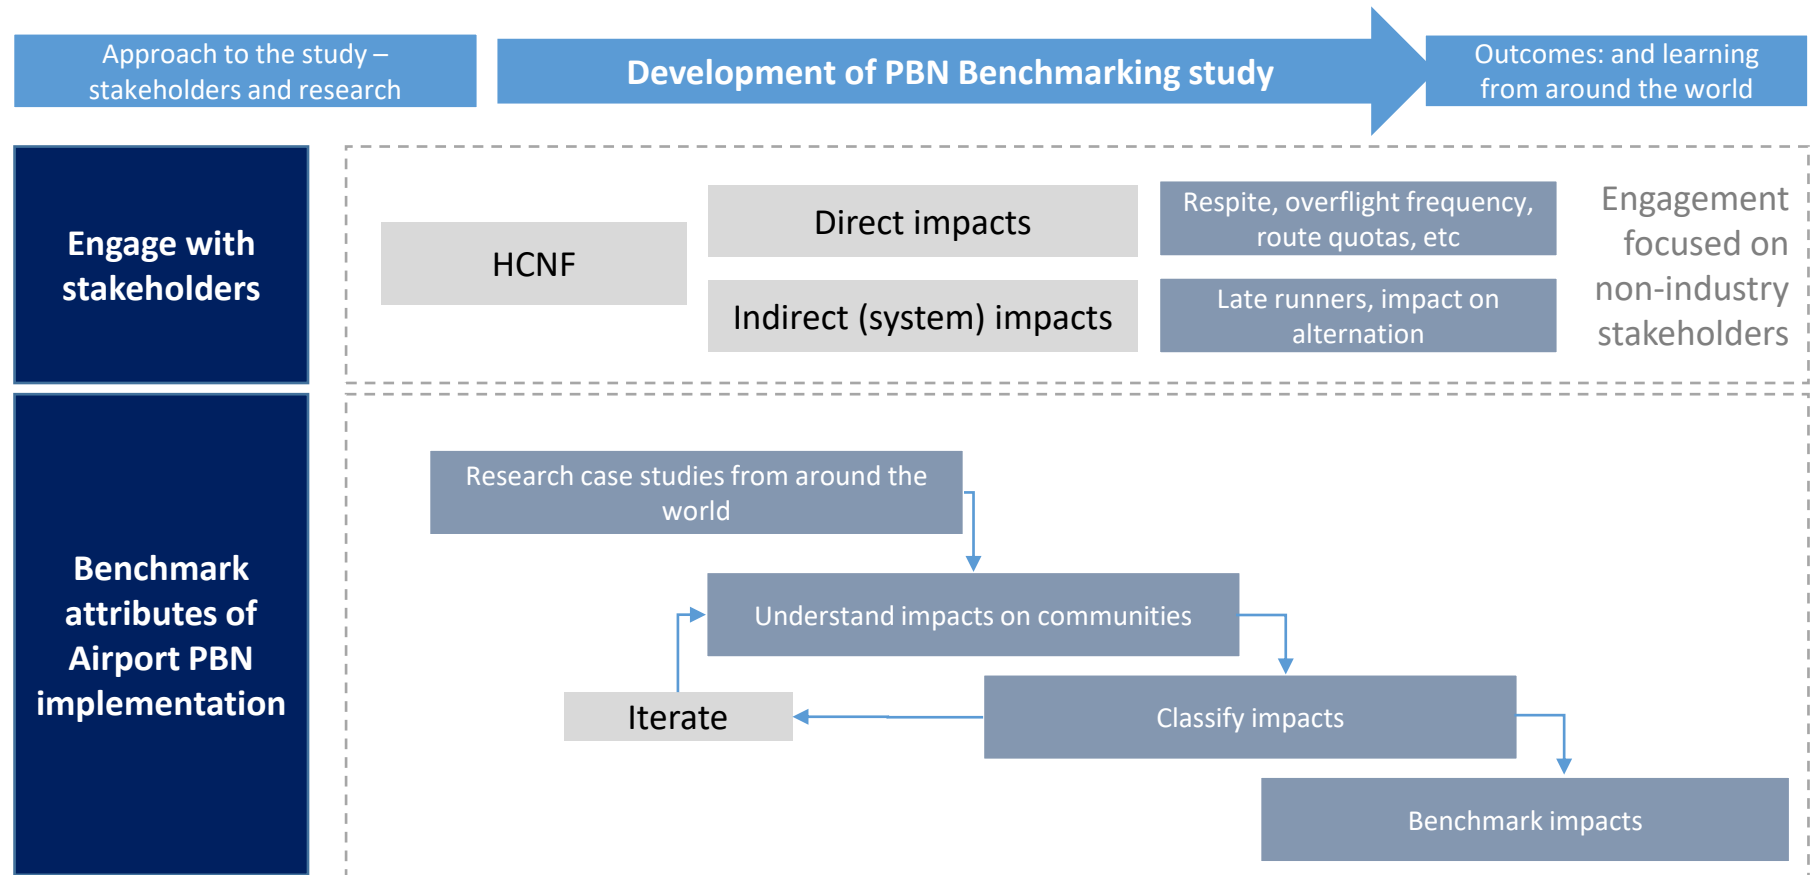 Approach to the study –
stakeholders and research
Development of PBN Benchmarking study
Outcomes: and learning
from around the world
Engage with
stakeholders
HCNF
Direct impacts
Respite, overflight frequency,
route quotas, etc
Indirect (system) impacts
Late runners, impact on
alternation
Engagement
focused on
non-industry
stakeholders
Benchmark
attributes of
Airport PBN
implementation
Research case studies from around the
world
Understand impacts on communities
Iterate
Classify impacts
Benchmark impacts